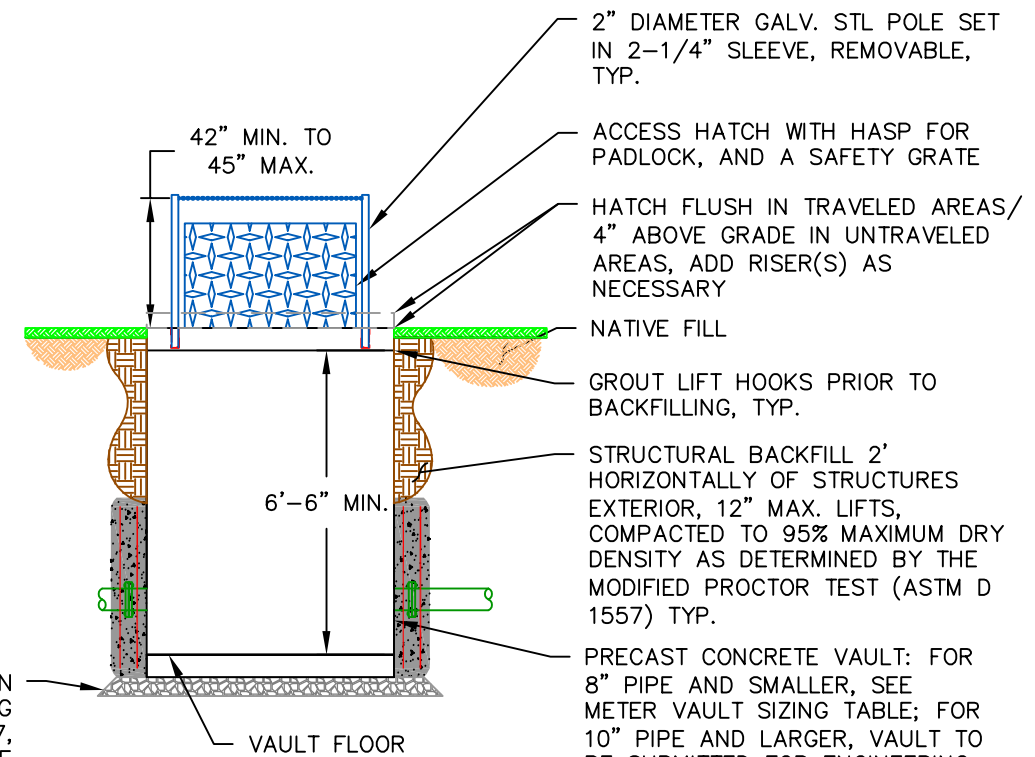 2” DIAMETER GALV. STL POLE SET
IN 2-1/4” SLEEVE, REMOVABLE,
TYP.
42” MIN. TO
45” MAX.
ACCESS HATCH WITH HASP FOR
PADLOCK, AND A SAFETY GRATE
HATCH FLUSH IN TRAVELED AREAS/
4” ABOVE GRADE IN UNTRAVELED
AREAS, ADD RISER(S) AS
NECESSARY
NATIVE FILL
GROUT LIFT HOOKS PRIOR TO
BACKFILLING, TYP.
STRUCTURAL BACKFILL 2’
HORIZONTALLY OF STRUCTURES
EXTERIOR, 12” MAX. LIFTS,
COMPACTED TO 95% MAXIMUM DRY
DENSITY AS DETERMINED BY THE
MODIFIED PROCTOR TEST (ASTM D
1557) TYP.
6’-6” MIN.
PRECAST CONCRETE VAULT: FOR
8” PIPE AND SMALLER, SEE
METER VAULT SIZING TABLE; FOR
10” PIPE AND LARGER, VAULT TO
BE SUBMITTED FOR ENGINEERING
N
G
7,
VAULT FLOOR